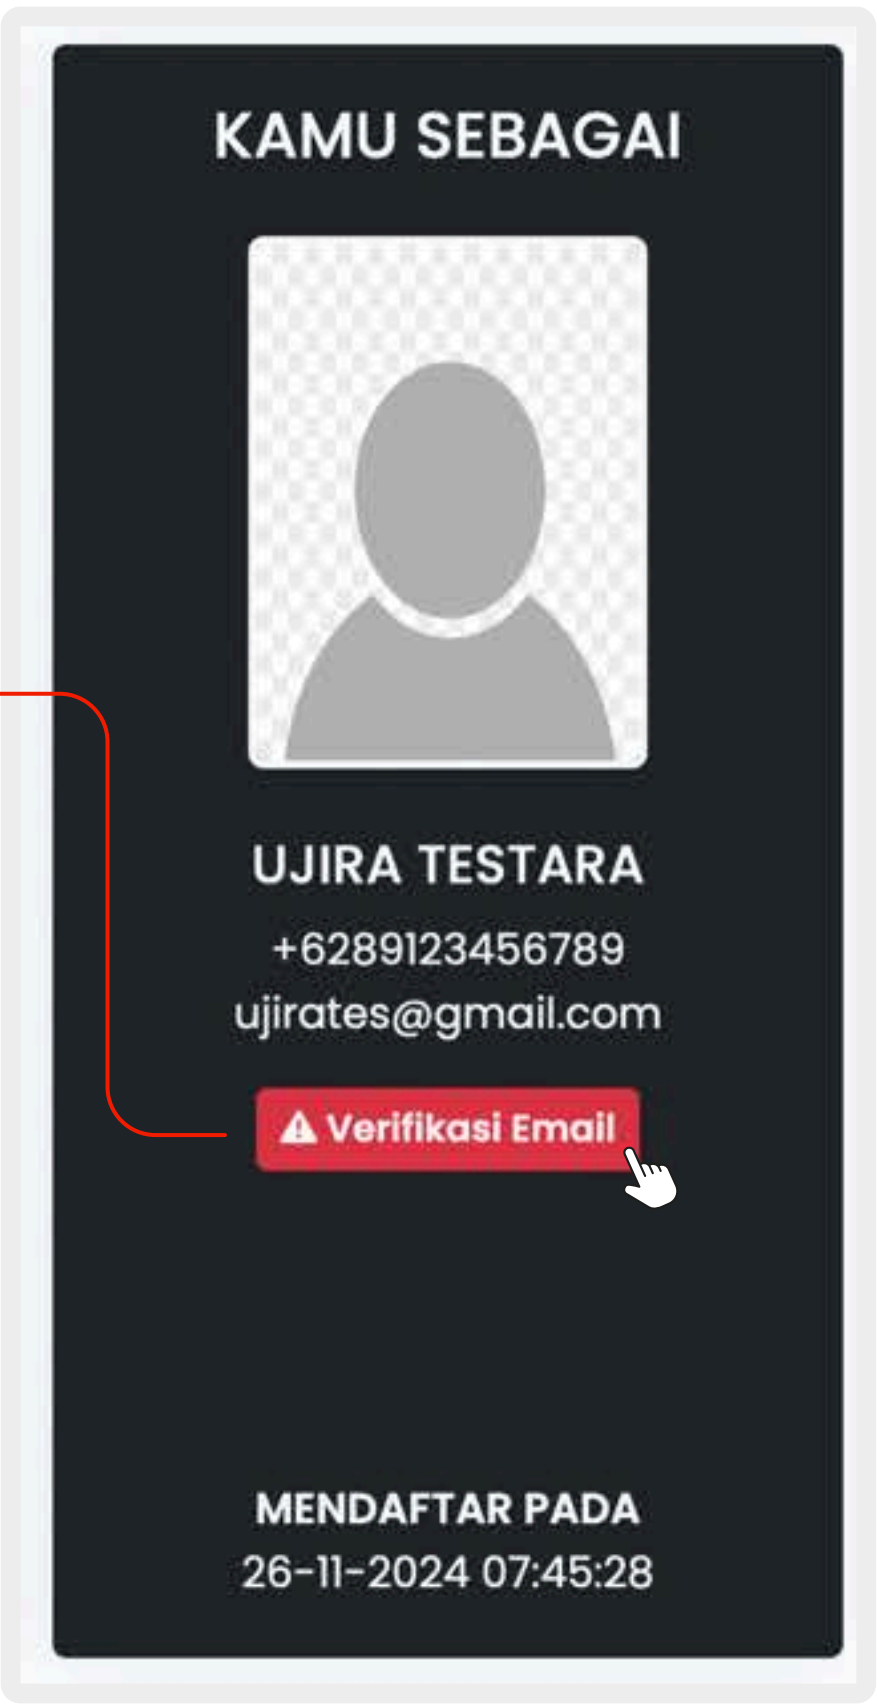 KAMU SEBAGAI
UJIRA TESTARA
+6289123456789
ujirates@gmail.com
Verifikasi Email
MENDAFTAR PADA
26-11-2024 07:45:28